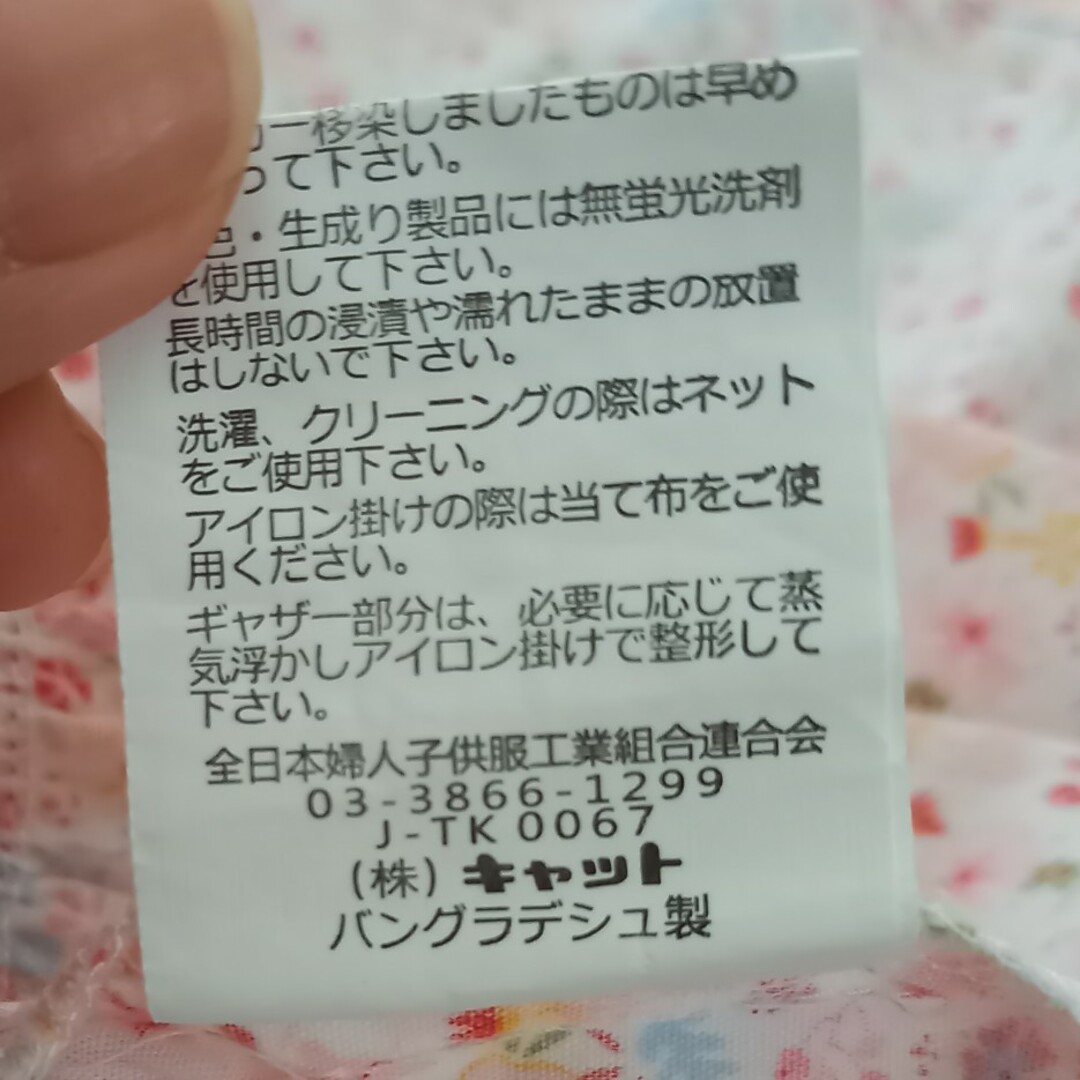 一移染しましたものは早め
って下さい。
色・生成り製品には無蛍光洗剤
を使用して下さい。
長時間の浸漬や濡れたままの放置
はしないで下さい。
洗濯、クリーニングの際はネット
をご使用下さい。
アイロン掛けの際は当て布をご使
用ください。
ギャザー部分は、必要に応じて蒸
気浮かしアイロン掛けで整形して
下さい。
全日本婦人子供服工業組合連合会
03-3866-1299
J-TK0067
(株)キャット
バングラデシュ製